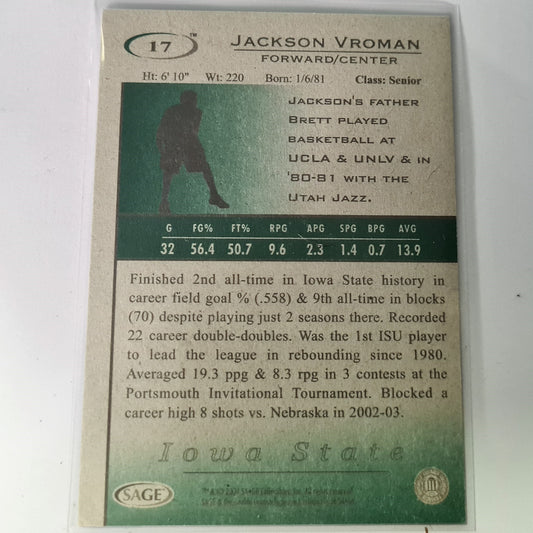 17 ™ JACKSON VROMAN
FORWARD/CENTER
Ht: 6' 10" Wt: 220 Born: 1/6/81 Class: Senior
JACKSON'S FATHER
BRETT PLAYED
BASKETBALL AT
UCLA & UNLV & IN
'80-81 WITH THE
UTAH JAZZ.
G FG% FT% RPG APG SPG BPG AVG
32 56.4 50.7 9.6 2.3 1.4 0.7 13.9
Finished 2nd all-time in Iowa State history in
career field goal % (.558) & 9th all-time in blocks
(70) despite playing just 2 seasons there. Recorded
22 career double-doubles. Was the 1st ISU player
to lead the league in rebounding since 1980.
Averaged 19.3 ppg & 8.3 rpg in 3 contests at the
Portsmouth Invitational Tournament. Blocked a
career high 8 shots vs. Nebraska in 2002-03.
Iowa State
SAGE